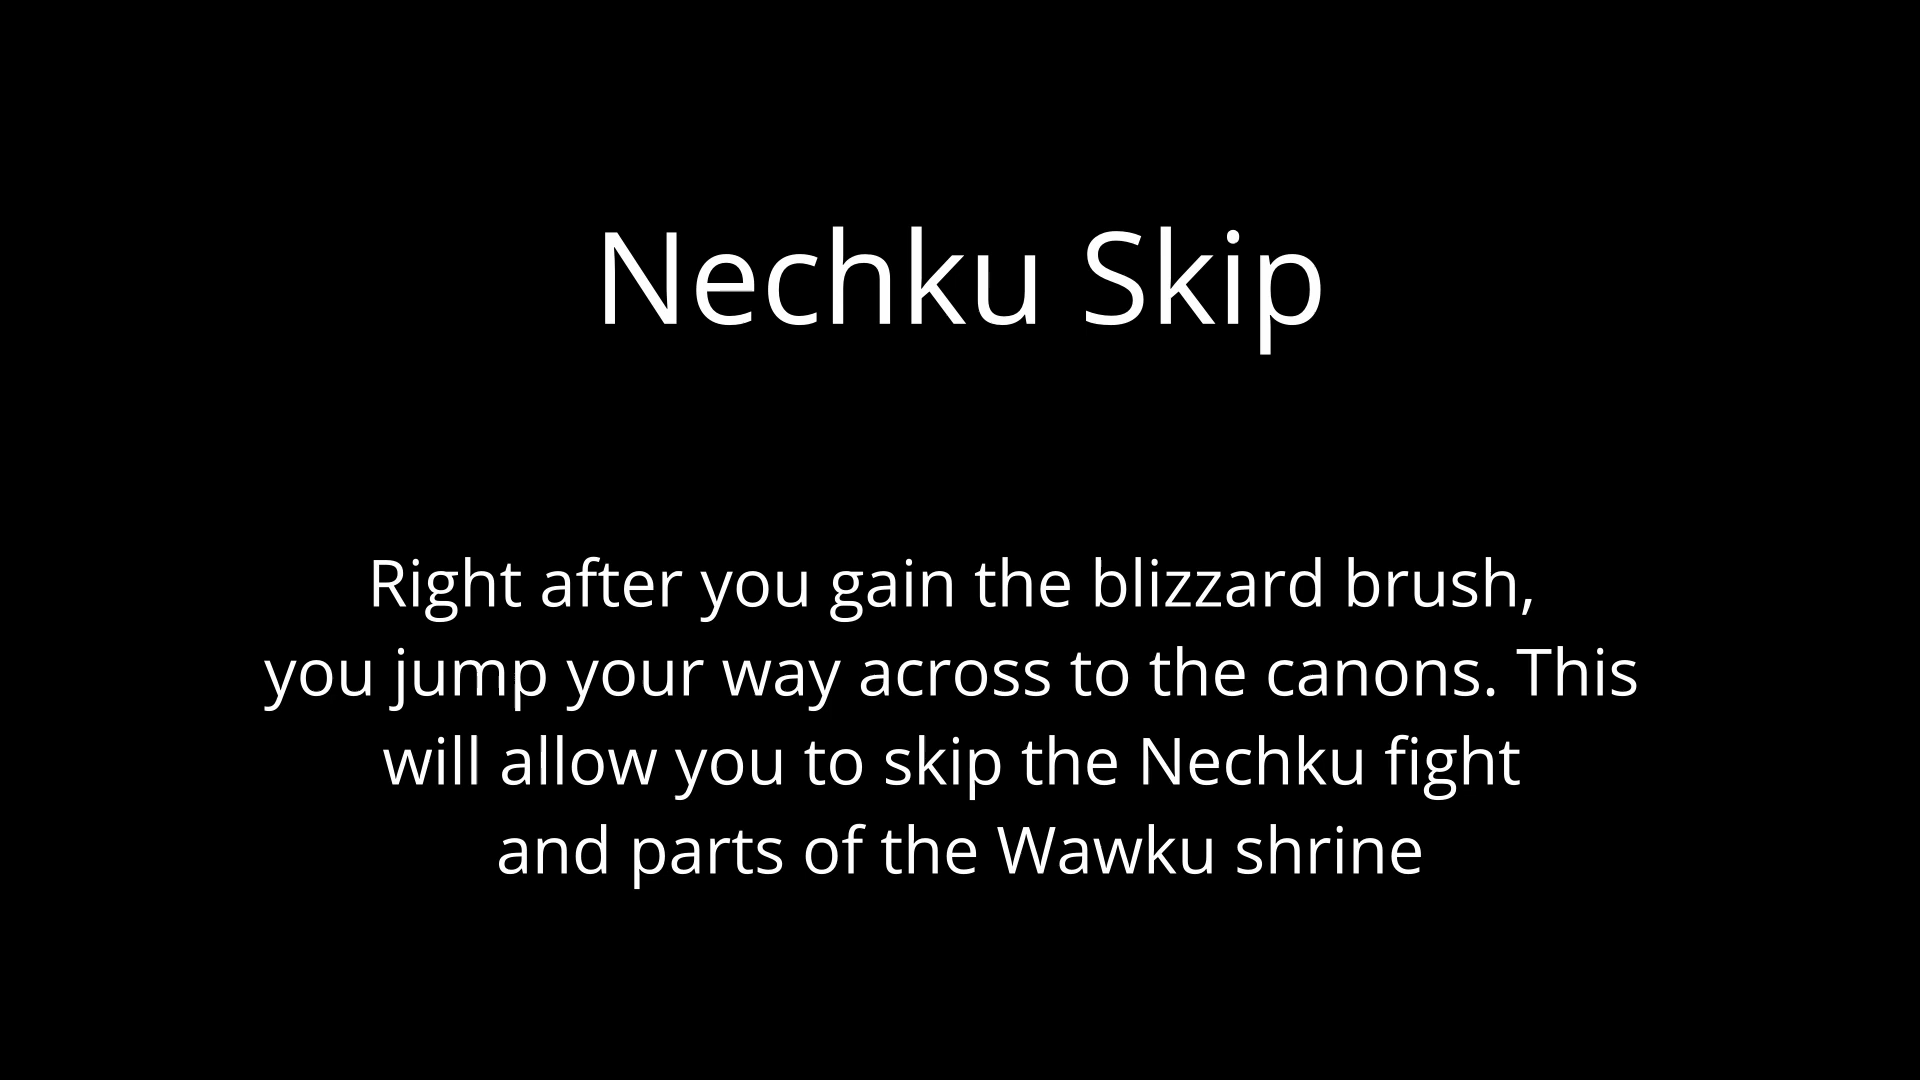 Nechku Skip
Right after you gain the blizzard brush,
you jump your way across to the canons. This
will allow you to skip the Nechku fight
and parts of the Wawku shrine